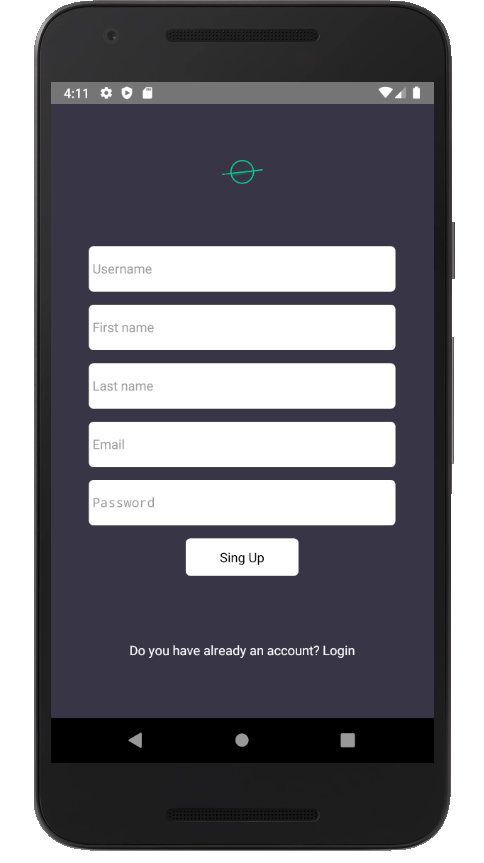 4:11
Username
First name
Last name
Email
Password
Sing Up
Do you have already an account? Login